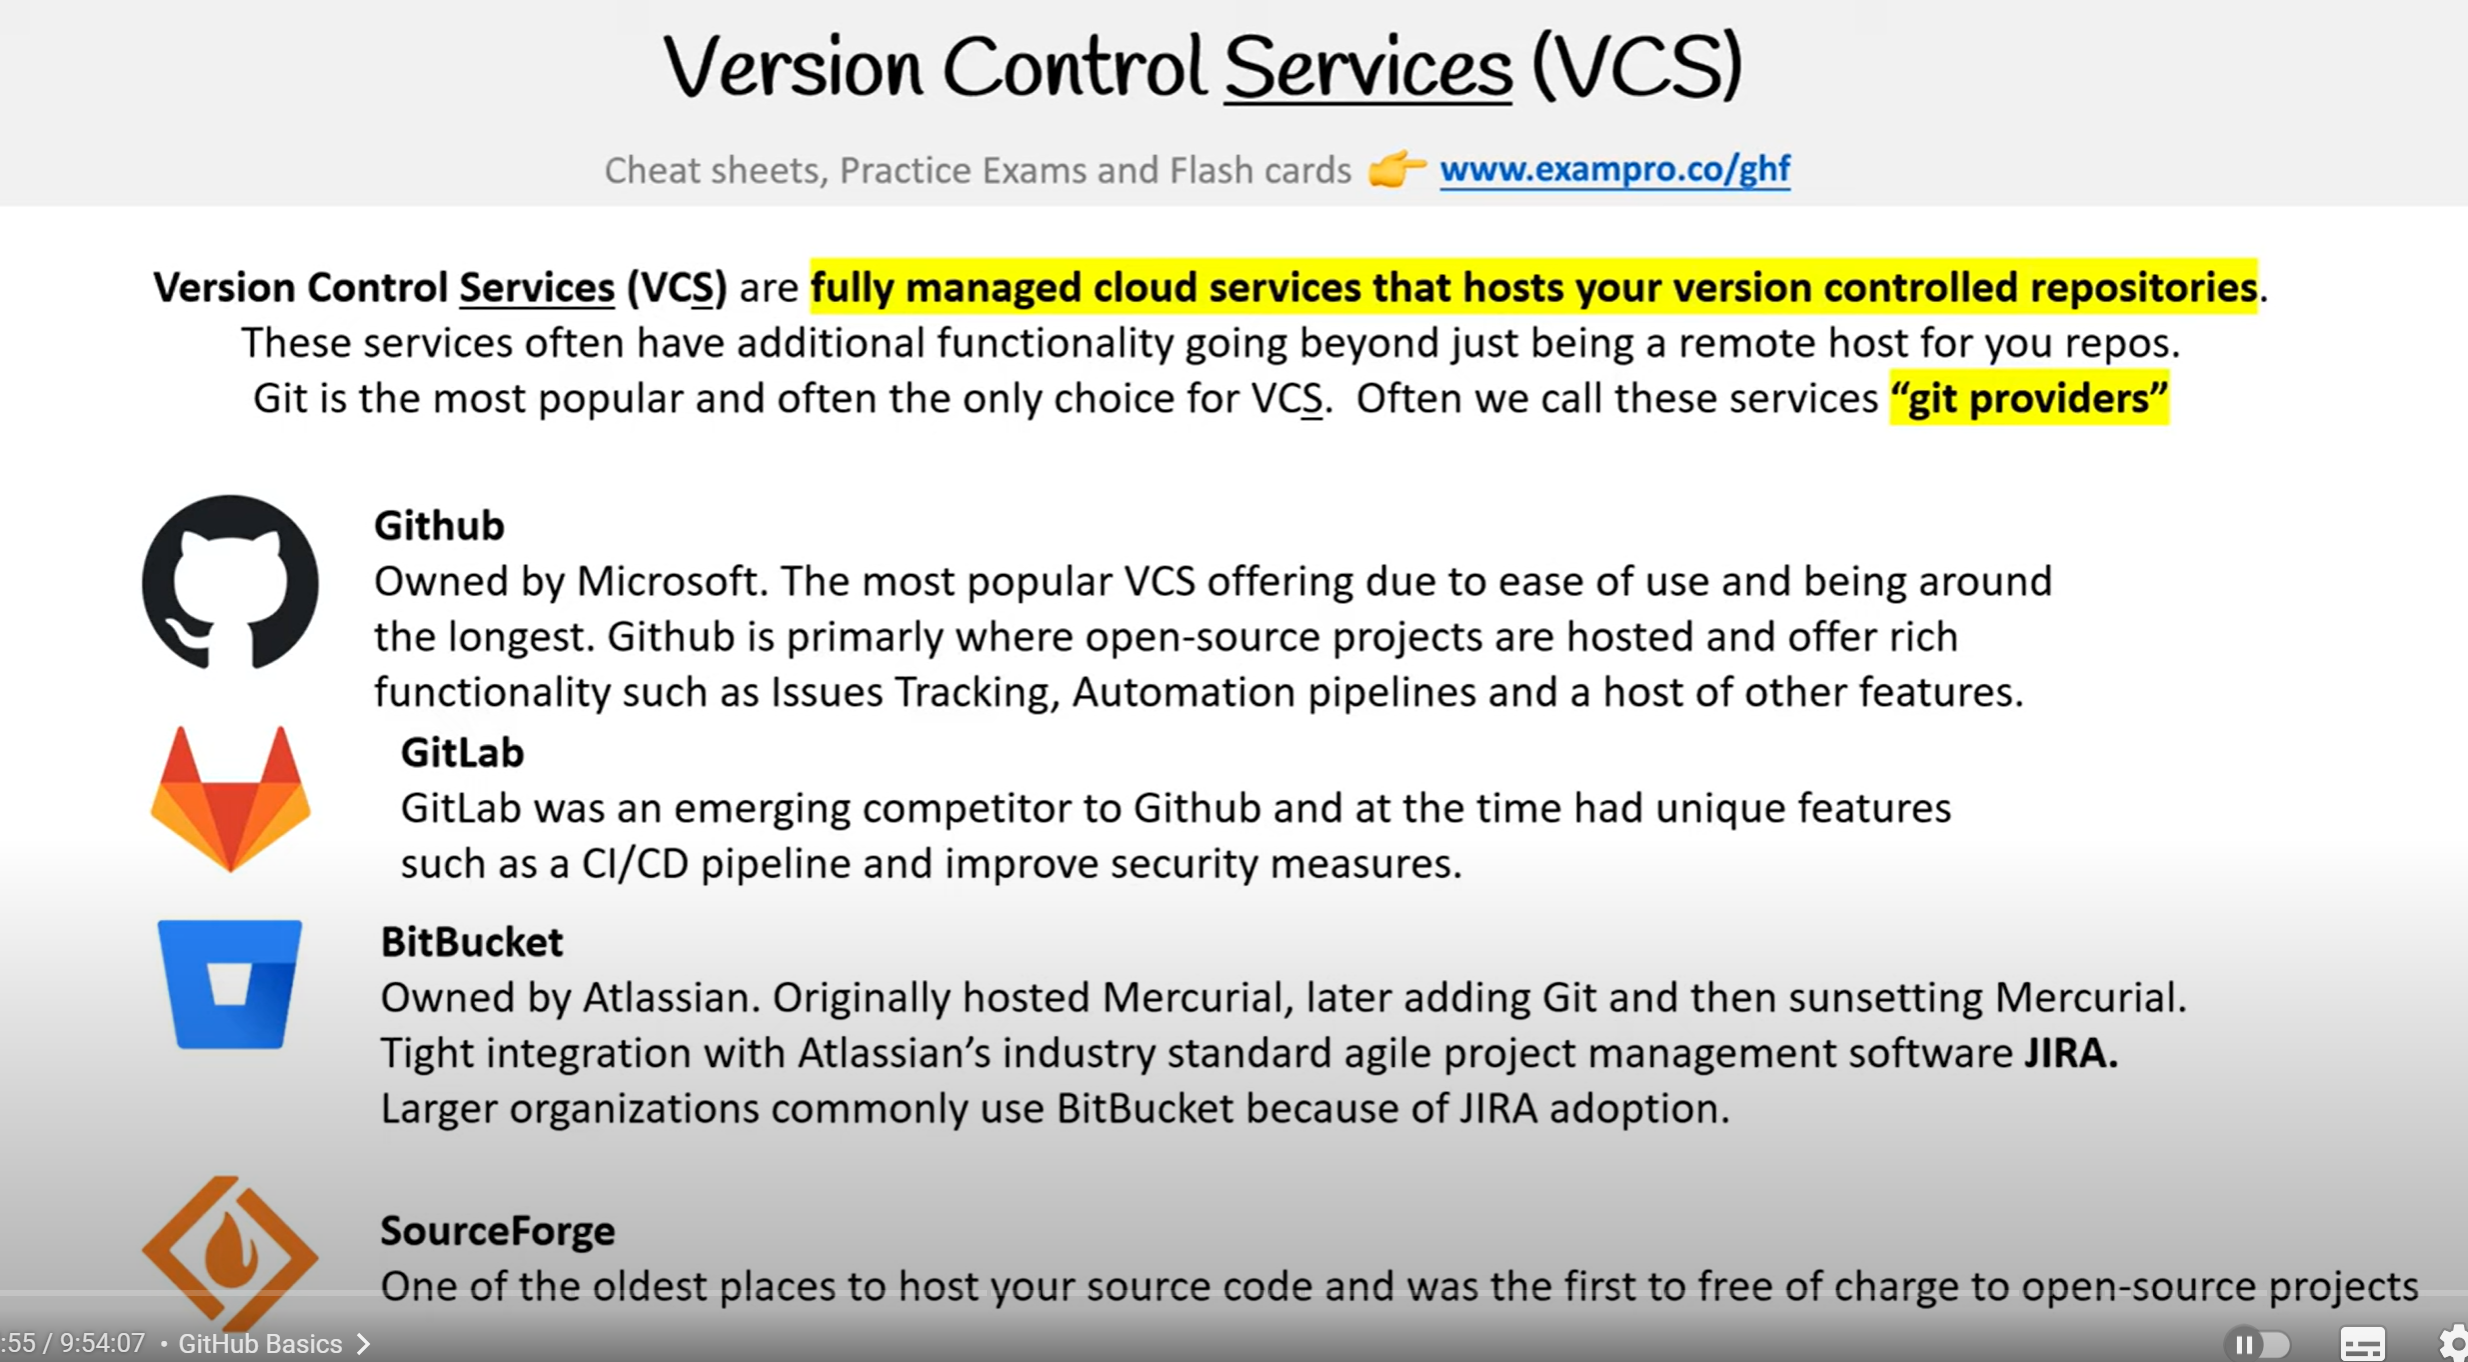 Version Control Services (VCS)
Cheat sheets, Practice Exams and Flash cards 👉 www.exampro.co/ghf
Version Control Services (VCS) are fully managed cloud services that hosts your version controlled repositories.
These services often have additional functionality going beyond just being a remote host for you repos.
Git is the most popular and often the only choice for VCS. Often we call these services “git providers”
Github
Owned by Microsoft. The most popular VCS offering due to ease of use and being around
the longest. Github is primarly where open-source projects are hosted and offer rich
functionality such as Issues Tracking, Automation pipelines and a host of other features.
GitLab
GitLab was an emerging competitor to Github and at the time had unique features
such as a CI/CD pipeline and improve security measures.
BitBucket
Owned by Atlassian. Originally hosted Mercurial, later adding Git and then sunsetting Mercurial.
Tight integration with Atlassian’s industry standard agile project management software JIRA.
Larger organizations commonly use BitBucket because of JIRA adoption.
SourceForge
One of the oldest places to host your source code and was the first to free of charge to open-source projects
:55 / 9:54:07 • GitHub Basics